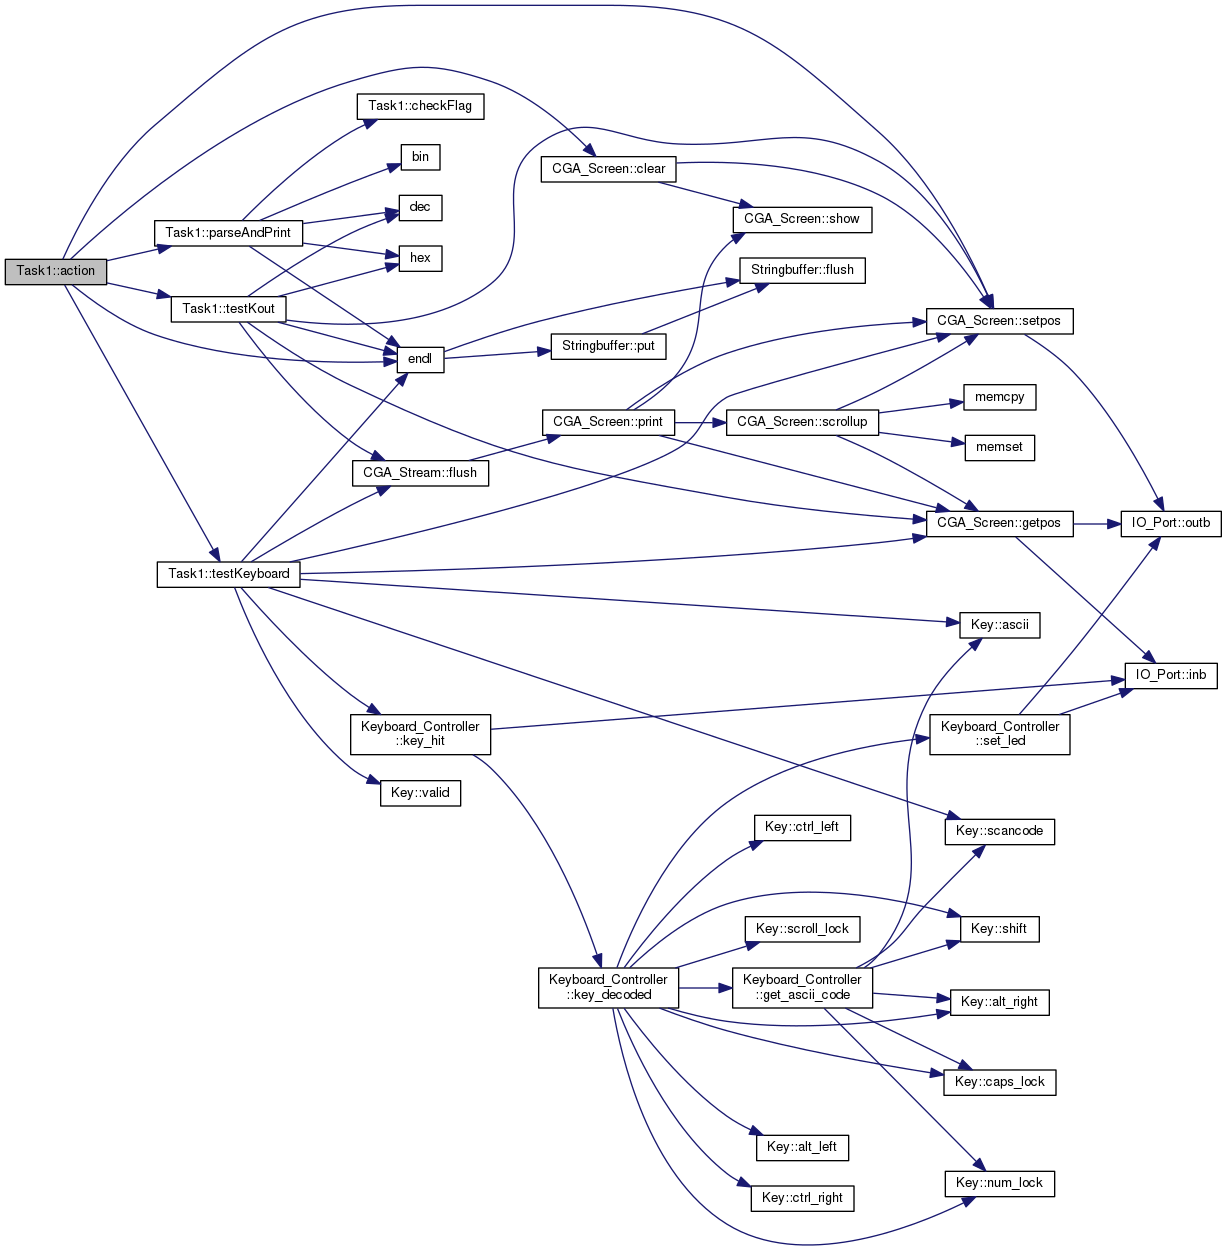 Task1::checkFlag
bin
CGA_Screen::clear
dec
CGA_Screen::show
Task1::parseAndPrint
hex
Task1::action
Stringbuffer::flush
Task1::testKout
CGA_Screen::setpos
Stringbuffer::put
endl
memcpy
CGA_Screen::print
CGA_Screen::scrollup
memset
CGA_Stream::flush
CGA_Screen::getpos
IO_Port::outb
Task1::testKeyboard
Key::ascii
IO_Port::inb
Keyboard_Controller
::key_hit
Keyboard_Controller
::set_led
Key::valid
Key::ctrl_left
Key::scancode
Key::scroll_lock
Key::shift
Keyboard_Controller
::key_decoded
Keyboard_Controller
::get_ascii_code
Key::alt_right
Key::caps_lock
Key::alt_left
Key::num_lock
Key::ctrl_right